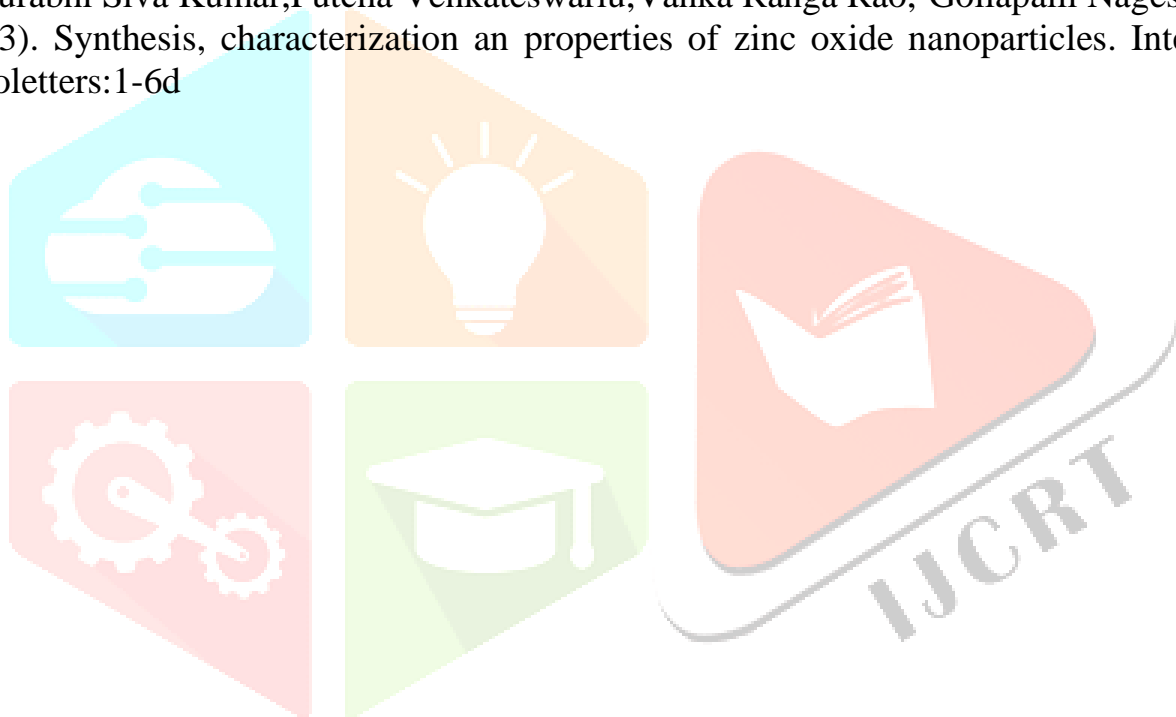 Siva Kumar,Putcha Venkateswarlu,Vanka Ranga Rao, Gollapalli Nages
3). Synthesis, characterization an properties of zinc oxide nanoparticles. Int
oletters:1-6d
IJCRT